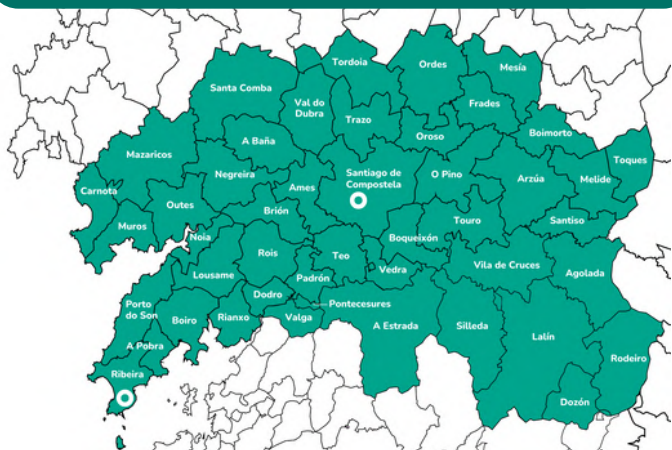 Tordoia
Ordes
Mesía
Santa Comba
Val do
Dubra
Trazo
Frades
Oroso
Boimorto
A Baña
Mazaricos
Toques
Negreira
Santiago de
Compostela
O Pino
Arzúa
Melide
Carnota
Ames
Outes
Brión
Touro
Santiso
Muros
Noia
Boqueixón
Rois
Teo
Vedra
Vila de Cruces
Agolada
Lousame
Padrón
Dodro
Pontecesures
Porto
do Son
Boiro
Rianxo
Valga
A Estrada
Silleda
Lalín
A Pobra
Rodeiro
Ribeira
Dozón